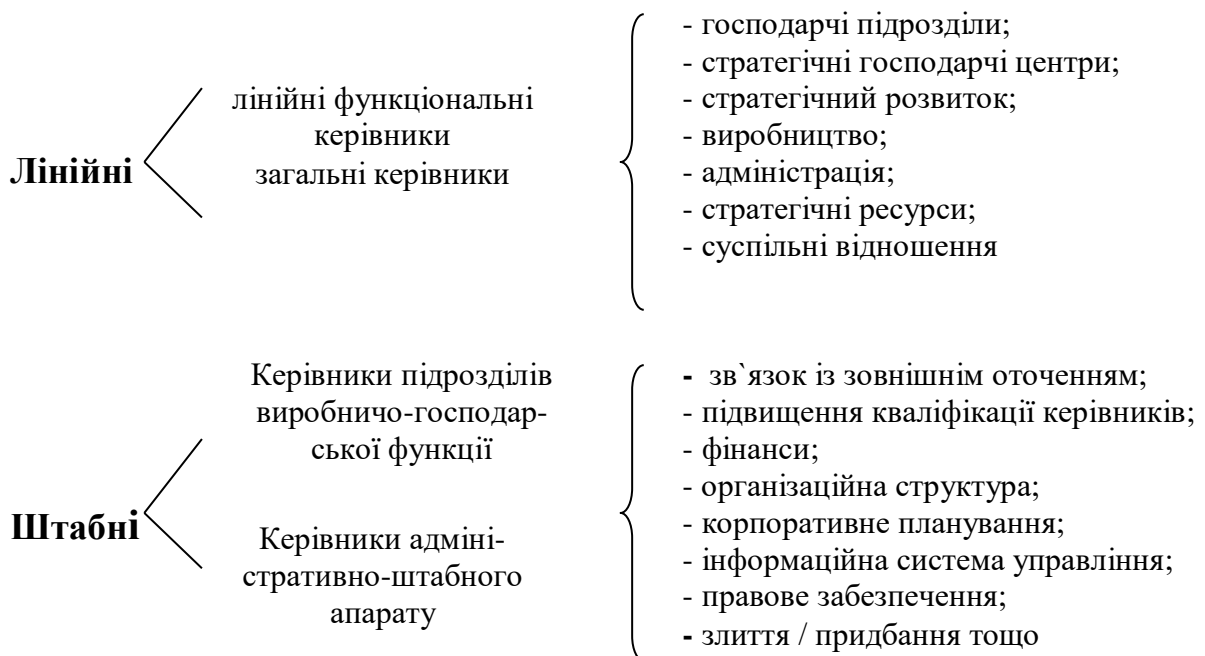 Лінійні
лінійні функціональні
керівники
загальні керівники
- господарчі підрозділи;
- стратегічні господарчі центри;
- стратегічний розвиток;
- виробництво;
- адміністрація;
- стратегічні ресурси;
- суспільні відношення
Штабні
Керівники підрозділів
виробничо-господар-
ської функції
Керівники адміні-
стративно-штабного
апарату
- зв`язок із зовнішнім оточенням;
- підвищення кваліфікації керівників;
- фінанси;
- організаційна структура;
- корпоративне планування;
- інформаційна система управління;
- правове забезпечення;
- злиття / придбання тощо